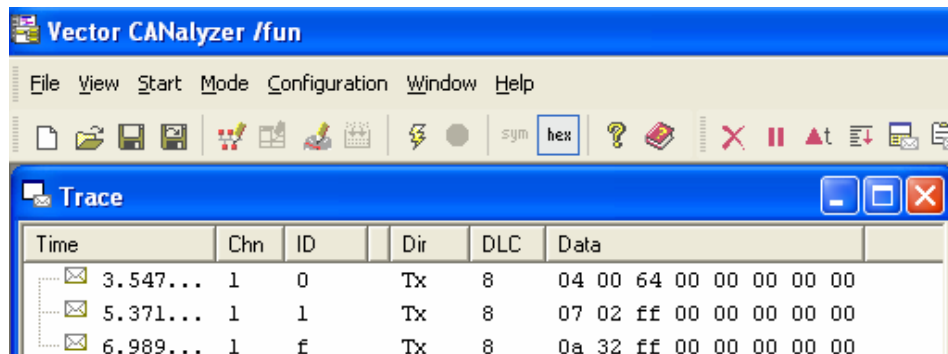 Vector CANalyzer /fun
File View Start Mode Configuration Window Help
sym hex
Trace
Time Chn ID Dir DLC Data
3.547... 1 0 Tx 8 04 00 64 00 00 00 00 00
5.371... 1 1 Tx 8 07 02 ff 00 00 00 00 00
6.989... 1 f Tx 8 0a 32 ff 00 00 00 00 00